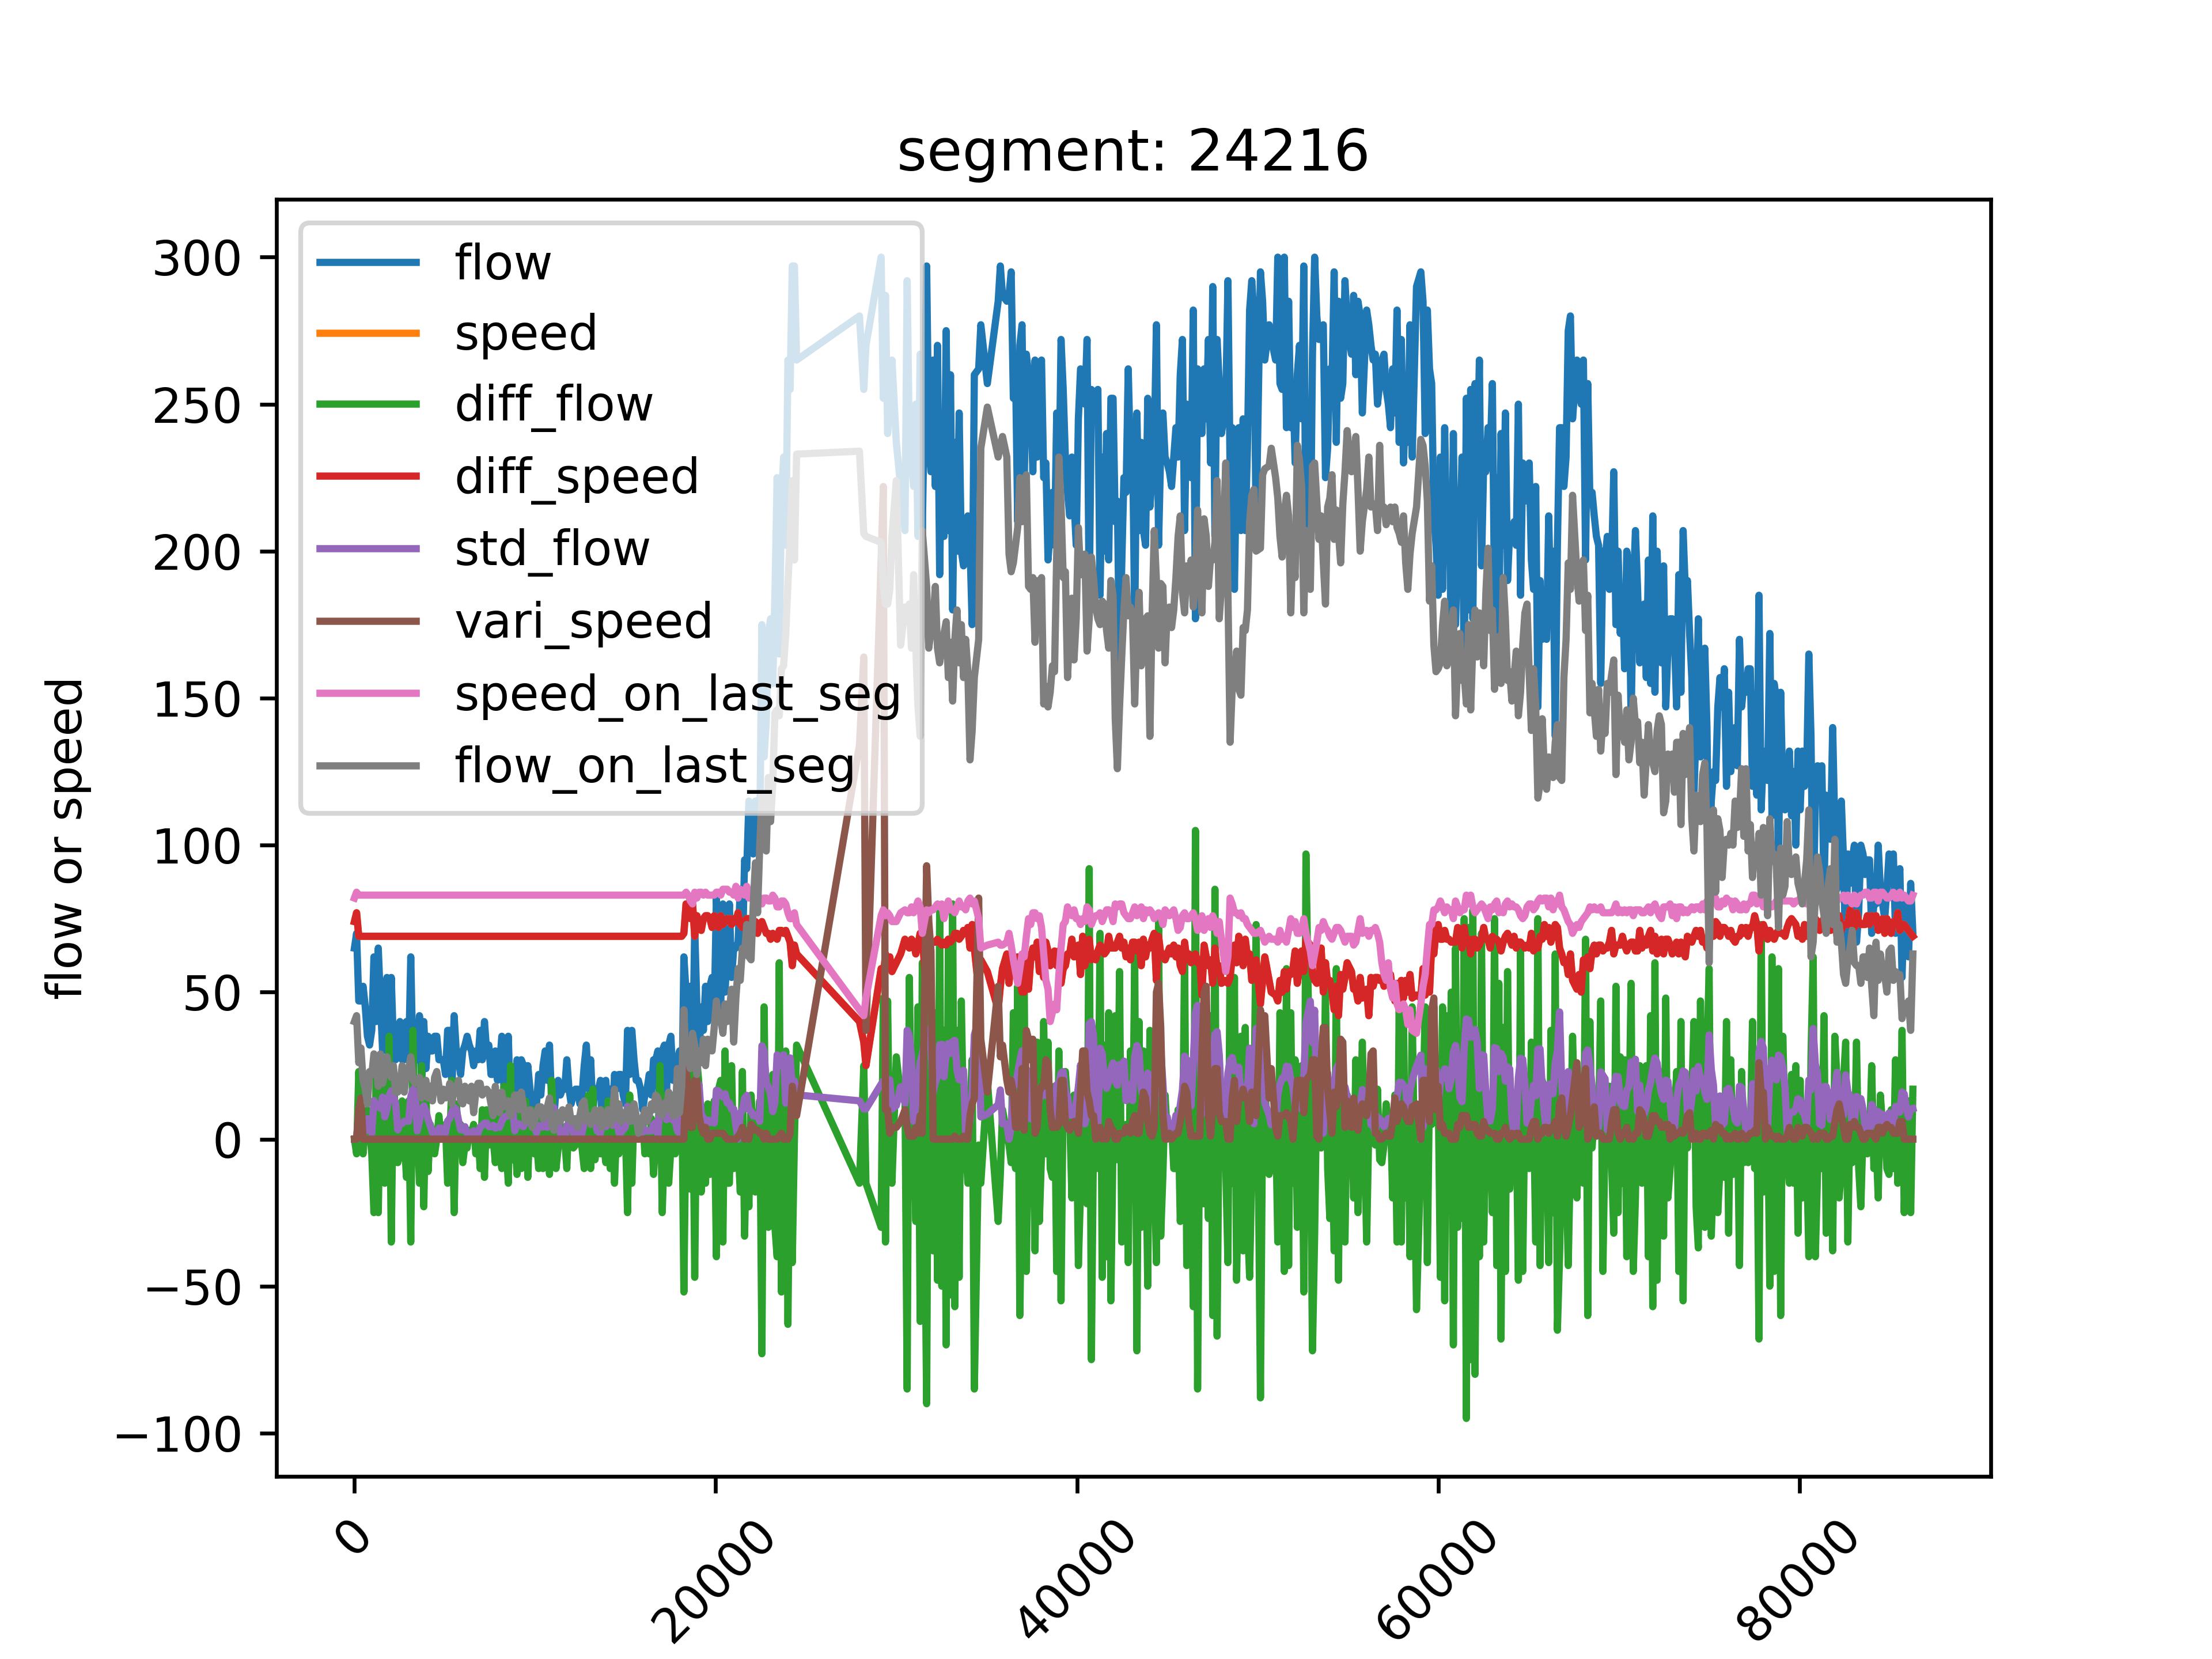 segment: 24216
300
250
200
150
100
50
0
−50
−100
flow or speed
flow
speed
diff_flow
diff_speed
std_flow
vari_speed
speed_on_last_seg
flow_on_last_seg
0
20000
40000
60000
80000